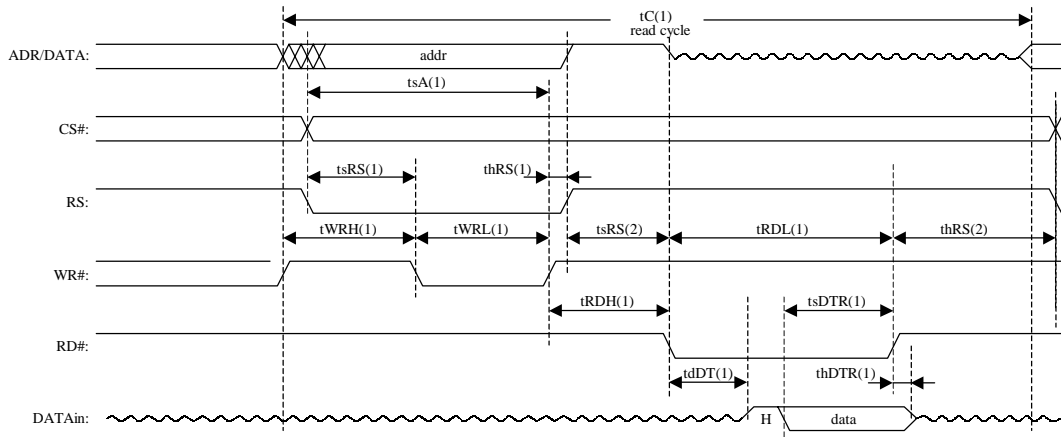 tC(1)
read cycle
ADR/DATA:
addr
tsA(1)
CS#:
tsRS(1)
thRS(1)
RS:
tWRH(1)
tWRL(1)
tsRS(2)
tRDL(1)
thRS(2)
WR#:
tRDH(1)
tsDTR(1)
RD#:
tdDT(1)
thDTR(1)
DATAin:
H
data